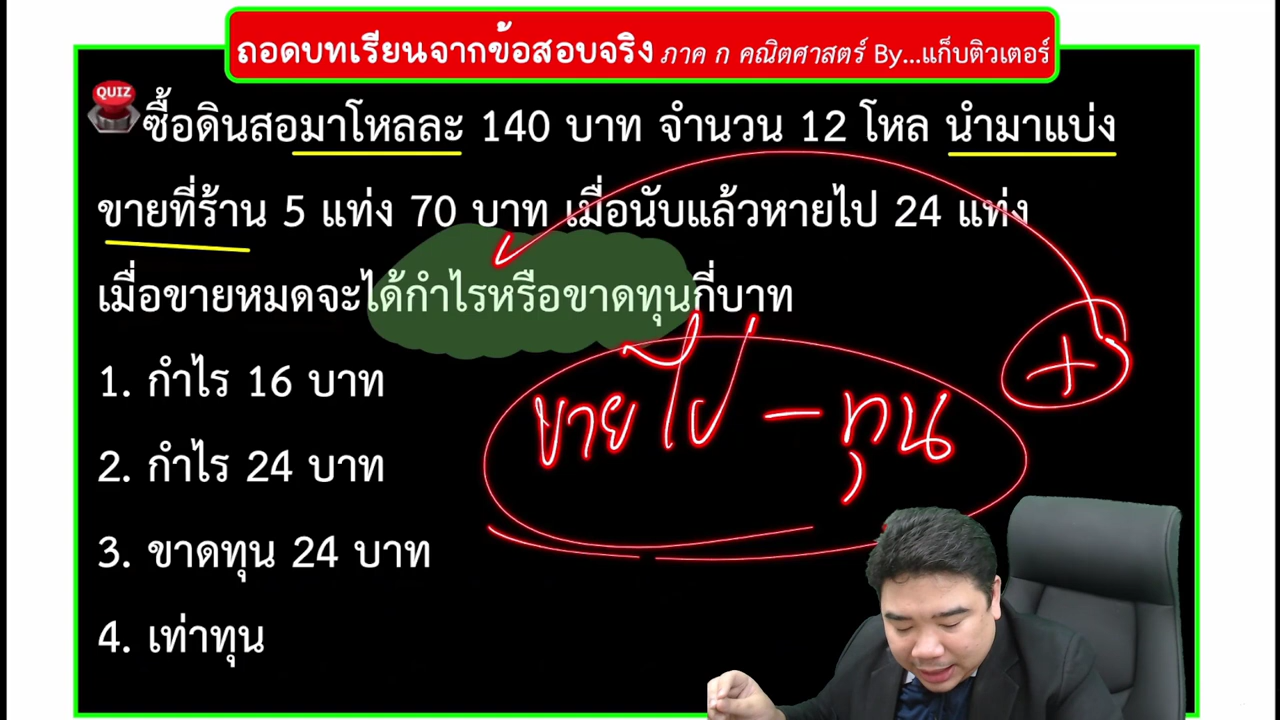 ถอดบทเรียนจากข้อสอบจริง ภาค ก คณิตศาสตร์ By...แก็บติวเตอร์
QUIZ
ซื้อดินสอมาโหลละ 140 บาท จำนวน 12 โหล นำมาแบ่ง
ขายที่ร้าน 5 แท่ง 70 บาท เมื่อนับแล้วหายไป 24 แท่ง
เมื่อขายหมดจะได้กำไรหรือขาดทุนกี่บาท
1. กำไร 16 บาท
2. กำไร 24 บาท
3. ขาดทุน 24 บาท
4. เท่าทุน
ขายไป - ทุน
+